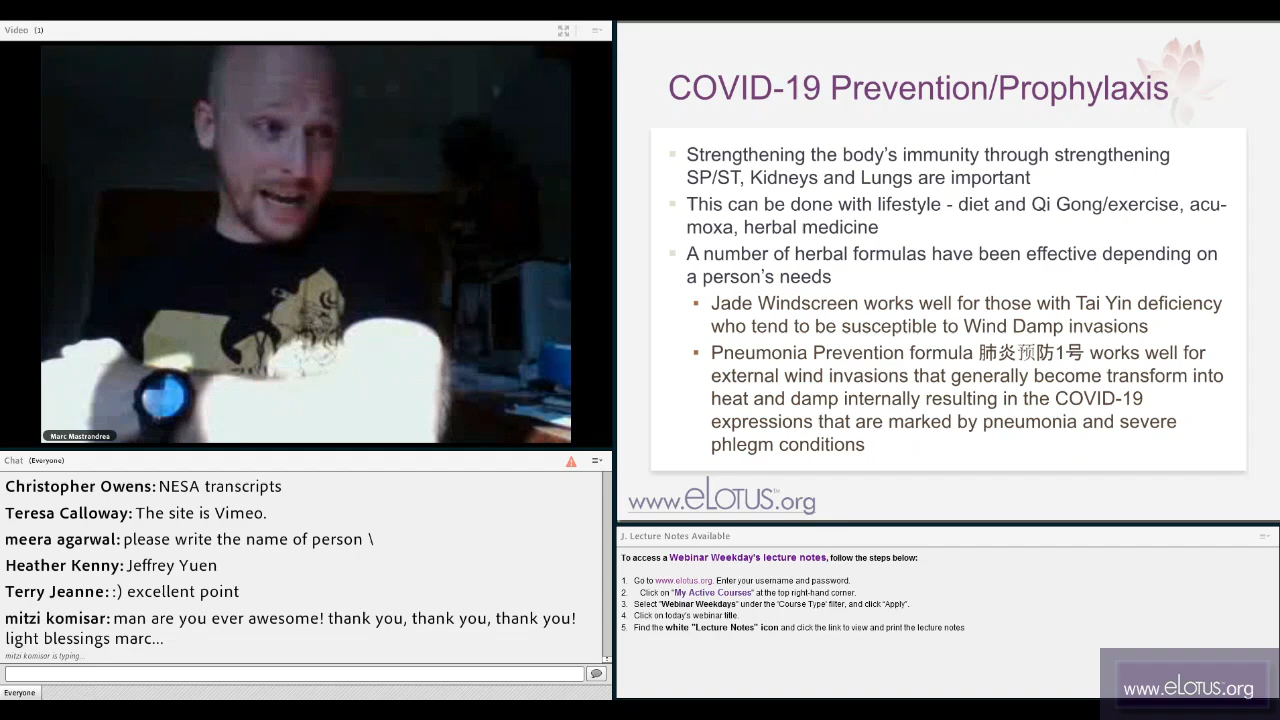 Video (1)
Marc Mastrandrea
Chat (Everyone)
Christopher Owens: NESA transcripts
Teresa Calloway: The site is Vimeo.
meera agarwal: please write the name of person \
Heather Kenny: Jeffrey Yuen
Terry Jeanne: :) excellent point
mitzi komisar: man are you ever awesome! thank you, thank you, thank you!
light blessings marc...
mitzi komisar is typing...
Everyone
COVID-19 Prevention/Prophylaxis
Strengthening the body's immunity through strengthening
SP/ST, Kidneys and Lungs are important
This can be done with lifestyle - diet and Qi Gong/exercise, acu-
moxa, herbal medicine
A number of herbal formulas have been effective depending on
a person's needs
Jade Windscreen works well for those with Tai Yin deficiency
who tend to be susceptible to Wind Damp invasions
Pneumonia Prevention formula 肺炎预防1号 works well for
external wind invasions that generally become transform into
heat and damp internally resulting in the COVID-19
expressions that are marked by pneumonia and severe
phlegm conditions
www.eLOTUS.org
J. Lecture Notes Available
To access a Webinar Weekday's lecture notes, follow the steps below:
1. Go to www.elotus.org. Enter your username and password.
2. Click on "My Active Courses" at the top right-hand corner.
3. Select "Webinar Weekdays" under the 'Course Type' filter, and click "Apply".
4. Click on today's webinar title.
5. Find the white "Lecture Notes" icon and click the link to view and print the lecture notes
www.eLOTUS.org